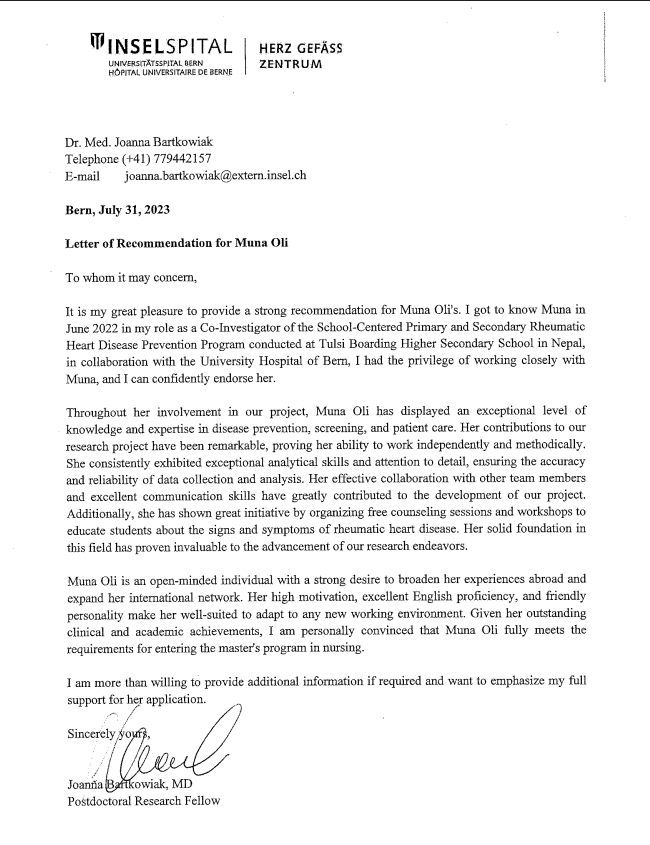 INSELSPITAL
UNIVERSITÄTSSPITAL BERN
HÔPITAL UNIVERSITAIRE DE BERNE
HERZ GEFÄSS
ZENTRUM
Dr. Med. Joanna Bartkowiak
Telephone (+41) 779442157
E-mail joanna.bartkowiak@extern.insel.ch
Bern, July 31, 2023
Letter of Recommendation for Muna Oli
To whom it may concern,
It is my great pleasure to provide a strong recommendation for Muna Oli's. I got to know Muna in
June 2022 in my role as a Co-Investigator of the School-Centered Primary and Secondary Rheumatic
Heart Disease Prevention Program conducted at Tulsi Boarding Higher Secondary School in Nepal,
in collaboration with the University Hospital of Bern, I had the privilege of working closely with
Muna, and I can confidently endorse her.
Throughout her involvement in our project, Muna Oli has displayed an exceptional level of
knowledge and expertise in disease prevention, screening, and patient care. Her contributions to our
research project have been remarkable, proving her ability to work independently and methodically.
She consistently exhibited exceptional analytical skills and attention to detail, ensuring the accuracy
and reliability of data collection and analysis. Her effective collaboration with other team members
and excellent communication skills have greatly contributed to the development of our project.
Additionally, she has shown great initiative by organizing free counseling sessions and workshops to
educate students about the signs and symptoms of rheumatic heart disease. Her solid foundation in
this field has proven invaluable to the advancement of our research endeavors.
Muna Oli is an open-minded individual with a strong desire to broaden her experiences abroad and
expand her international network. Her high motivation, excellent English proficiency, and friendly
personality make her well-suited to adapt to any new working environment. Given her outstanding
clinical and academic achievements, I am personally convinced that Muna Oli fully meets the
requirements for entering the master's program in nursing.
I am more than willing to provide additional information if required and want to emphasize my full
support for her application.
Sincerely yours,
Joanna Bartkowiak, MD
Postdoctoral Research Fellow